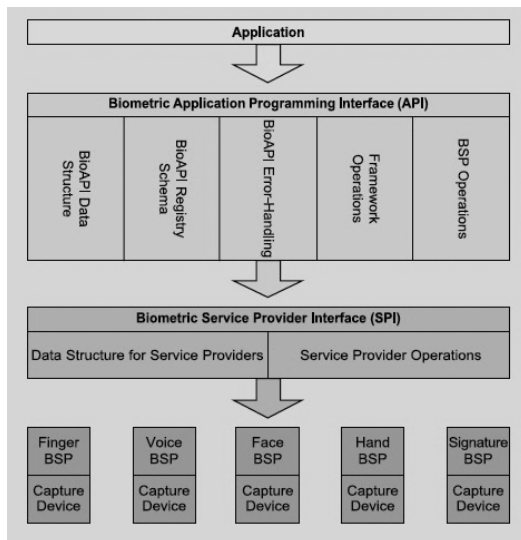 Application
Biometric Application Programming Interface (API)
BioAPI Data
Structure
BioAPI Registry
Schema
BioAPI Error-Handling
Framework
Operations
BSP Operations
Biometric Service Provider Interface (SPI)
Data Structure for Service Providers
Service Provider Operations
Finger
BSP
Capture
Device
Voice
BSP
Capture
Device
Face
BSP
Capture
Device
Hand
BSP
Capture
Device
Signature
BSP
Capture
Device